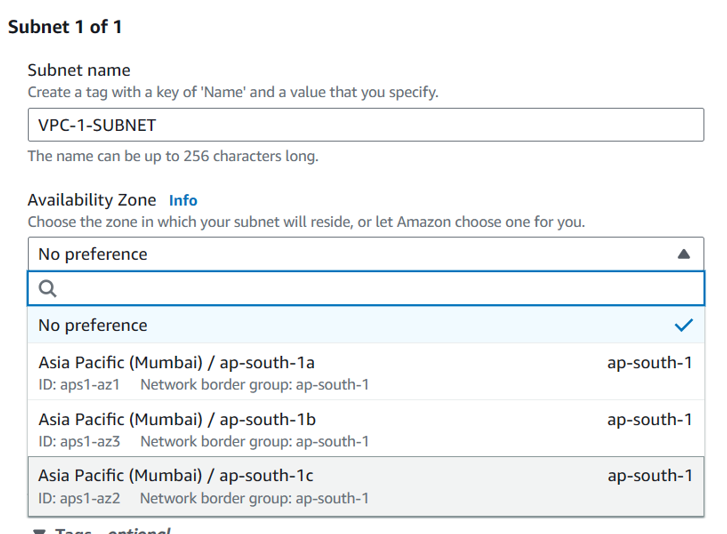 Subnet 1 of 1
Subnet name
Create a tag with a key of 'Name' and a value that you specify.
VPC-1-SUBNET
The name can be up to 256 characters long.
Availability Zone Info
Choose the zone in which your subnet will reside, or let Amazon choose one for you.
No preference
No preference
Asia Pacific (Mumbai) / ap-south-1a ap-south-1
ID: aps1-az1 Network border group: ap-south-1
Asia Pacific (Mumbai) / ap-south-1b ap-south-1
ID: aps1-az3 Network border group: ap-south-1
Asia Pacific (Mumbai) / ap-south-1c ap-south-1
ID: aps1-az2 Network border group: ap-south-1
Tags - optional